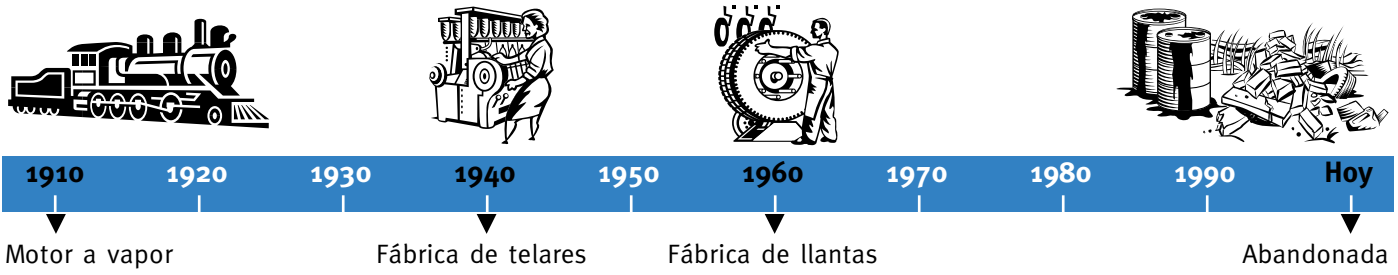 1910 1920 1930 1940 1950 1960 1970 1980 1990 Hoy
Motor a vapor Fábrica de telares Fábrica de llantas Abandonada